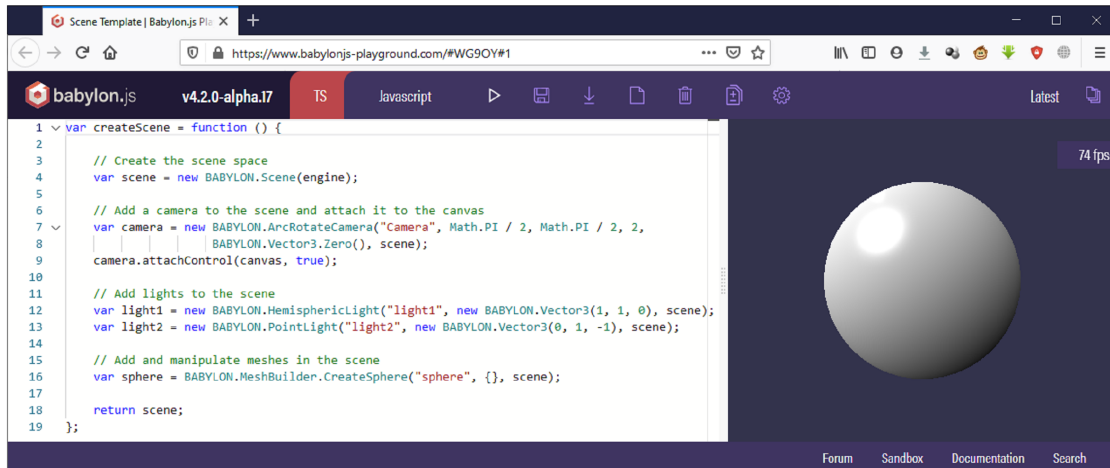 Scene Template | Babylon.js Pla
https://www.babylonjs-playground.com/#WG9OY#1
babylon.js v4.2.0-alpha.17 TS Javascript Latest
1 var createScene = function () {
2
3 // Create the scene space
4 var scene = new BABYLON.Scene(engine);
5
6 // Add a camera to the scene and attach it to the canvas
7 var camera = new BABYLON.ArcRotateCamera("Camera", Math.PI / 2, Math.PI / 2, 2,
8 BABYLON.Vector3.Zero(), scene);
9 camera.attachControl(canvas, true);
10
11 // Add lights to the scene
12 var light1 = new BABYLON.HemisphericLight("light1", new BABYLON.Vector3(1, 1, 0), scene);
13 var light2 = new BABYLON.PointLight("light2", new BABYLON.Vector3(0, 1, -1), scene);
14
15 // Add and manipulate meshes in the scene
16 var sphere = BABYLON.MeshBuilder.CreateSphere("sphere", {}, scene);
17
18 return scene;
19 };
74 fps
Forum Sandbox Documentation Search